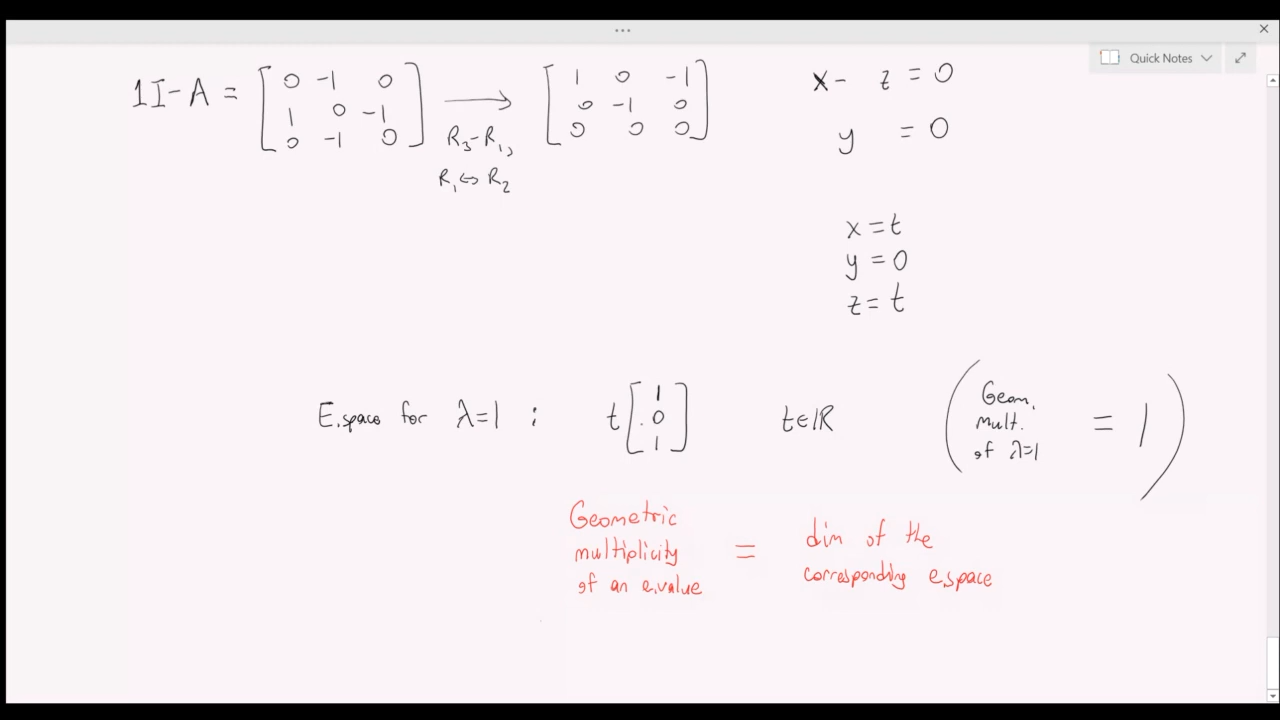 Quick Notes
1I-A = [ 0 -1 0 ; 1 0 -1 ; 0 -1 0 ] → [ 1 0 -1 ; 0 -1 0 ; 0 0 0 ]
R₃-R₁,
R₁↔R₂
x - z = 0
y = 0
x = t
y = 0
z = t
E.space for λ=1 : t [ 1 ; 0 ; 1 ] t∈ℝ
( Geom.
mult. = 1 )
of λ=1
Geometric
multiplicity
of an e.value
=
dim of the
corresponding e.space